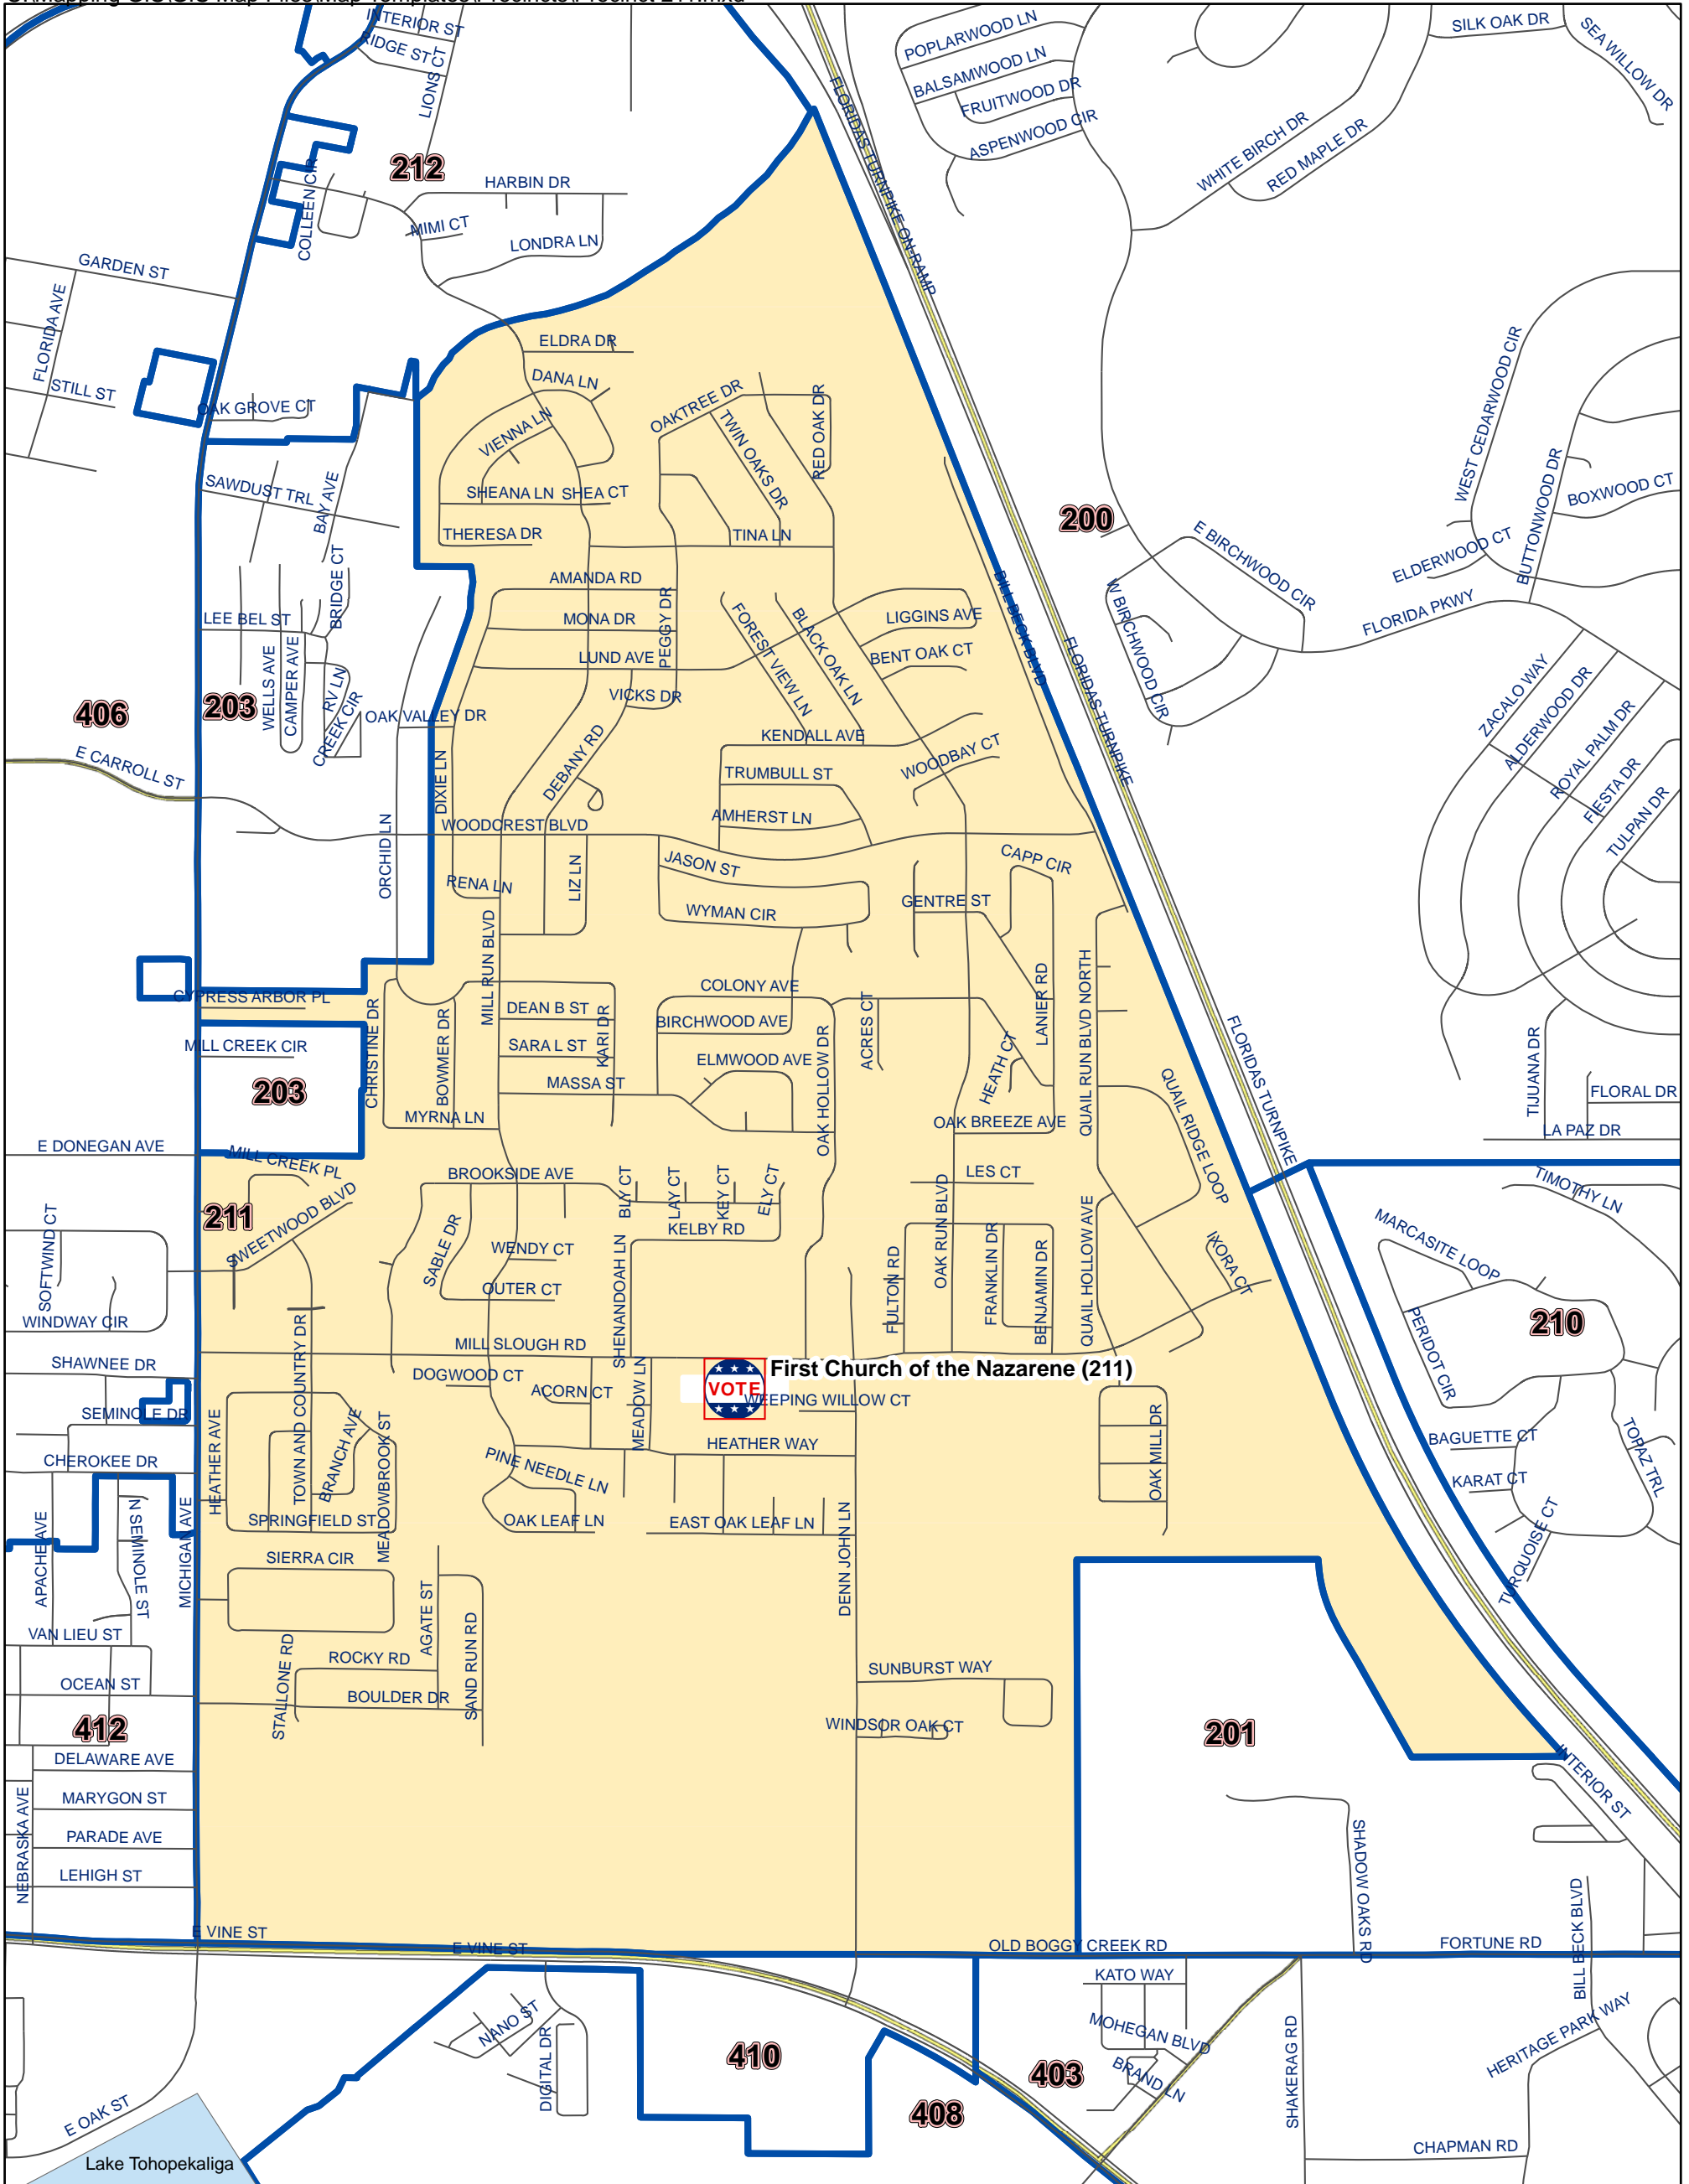 INTERIOR ST
RIDGE ST
LIONS CT
POPLARWOOD LN
BALSAMWOOD LN
FRUITWOOD DR
ASPENWOOD CIR
SILK OAK DR
SEA WILLOW DR
WHITE BIRCH DR
RED MAPLE DR
FLORIDAS TURNPIKE ON-RAMP
212
HARBIN DR
COLLEEN CIR
MIMI CT
LONDRA LN
GARDEN ST
FLORIDA AVE
STILL ST
OAK GROVE CT
ELDRA DR
DANA LN
VIENNA LN
OAKTREE DR
TWIN OAKS DR
RED OAK DR
SHEANA LN
SHEA CT
THERESA DR
TINA LN
SAWDUST TRL
BAY AVE
200
WEST CEDARWOOD CIR
BUTTONWOOD DR
BOXWOOD CT
ELDERWOOD CT
E BIRCHWOOD CIR
W BIRCHWOOD CIR
FLORIDA PKWY
AMANDA RD
MONA DR
PEGGY DR
LUND AVE
VICKS DR
FOREST VIEW LN
BLACK OAK LN
LIGGINS AVE
BENT OAK CT
BILL BECK BLVD
FLORIDAS TURNPIKE
LEE BEL ST
BRIDGE CT
WELLS AVE
CAMPER AVE
RV LN
CREEK CIR
406
203
OAK VALLEY DR
E CARROLL ST
DIXIE LN
DEBANY RD
KENDALL AVE
TRUMBULL ST
WOODBAY CT
AMHERST LN
ZACALO WAY
ALDERWOOD DR
ROYAL PALM DR
FIESTA DR
TULPAN DR
ORCHID LN
WOODCREST BLVD
RENA LN
LIZ LN
JASON ST
WYMAN CIR
CAPP CIR
GENTRE ST
MILL RUN BLVD
CYPRESS ARBOR PL
MILL CREEK CIR
203
CHRISTINE DR
BOWMER DR
DEAN B ST
SARA L ST
KARI DR
MASSA ST
MYRNA LN
COLONY AVE
BIRCHWOOD AVE
ELMWOOD AVE
OAK HOLLOW DR
ACRES CT
HEATH CT
LANIER RD
QUAIL RUN BLVD NORTH
OAK BREEZE AVE
QUAIL RIDGE LOOP
FLORIDAS TURNPIKE
TIJUANA DR
FLORAL DR
LA PAZ DR
E DONEGAN AVE
MILL CREEK PL
SWEETWOOD BLVD
211
BROOKSIDE AVE
BLY CT
LAY CT
KEY CT
ELY CT
KELBY RD
LES CT
OAK RUN BLVD
SABLE DR
WENDY CT
OUTER CT
SHENANDOAH LN
FULTON RD
FRANKLIN DR
BENJAMIN DR
QUAIL HOLLOW AVE
IXORA CT
TIMOTHY LN
MARCASITE LOOP
PERIDOT CIR
210
SOFTWIND CT
WINDWAY CIR
SHAWNEE DR
SEMINOLE DR
CHEROKEE DR
MILL SLOUGH RD
DOGWOOD CT
ACORN CT
MEADOW LN
VOTE
First Church of the Nazarene (211)
WEEPING WILLOW CT
HEATHER WAY
OAK MILL DR
BAGUETTE CT
KARAT CT
TOPAZ TRL
TURQUOISE CT
HEATHER AVE
TOWN AND COUNTRY DR
BRANCH AVE
MEADOWBROOK ST
SPRINGFIELD ST
PINE NEEDLE LN
OAK LEAF LN
EAST OAK LEAF LN
APACHE AVE
N SEMINOLE ST
MICHIGAN AVE
SIERRA CIR
DENN JOHN LN
VAN LIEU ST
OCEAN ST
AGATE ST
SAND RUN RD
STALLONE RD
ROCKY RD
BOULDER DR
SUNBURST WAY
WINDSOR OAK CT
201
412
DELAWARE AVE
MARYGON ST
PARADE AVE
LEHIGH ST
NEBRASKA AVE
INTERIOR ST
SHADOW OAKS RD
BILL BECK BLVD
E VINE ST
E VINE ST
OLD BOGGY CREEK RD
FORTUNE RD
KATO WAY
MOHEGAN BLVD
BRAND LN
SHAKERAG RD
HERITAGE PARK WAY
CHAPMAN RD
NANO ST
DIGITAL DR
410
408
403
E OAK ST
Lake Tohopekaliga